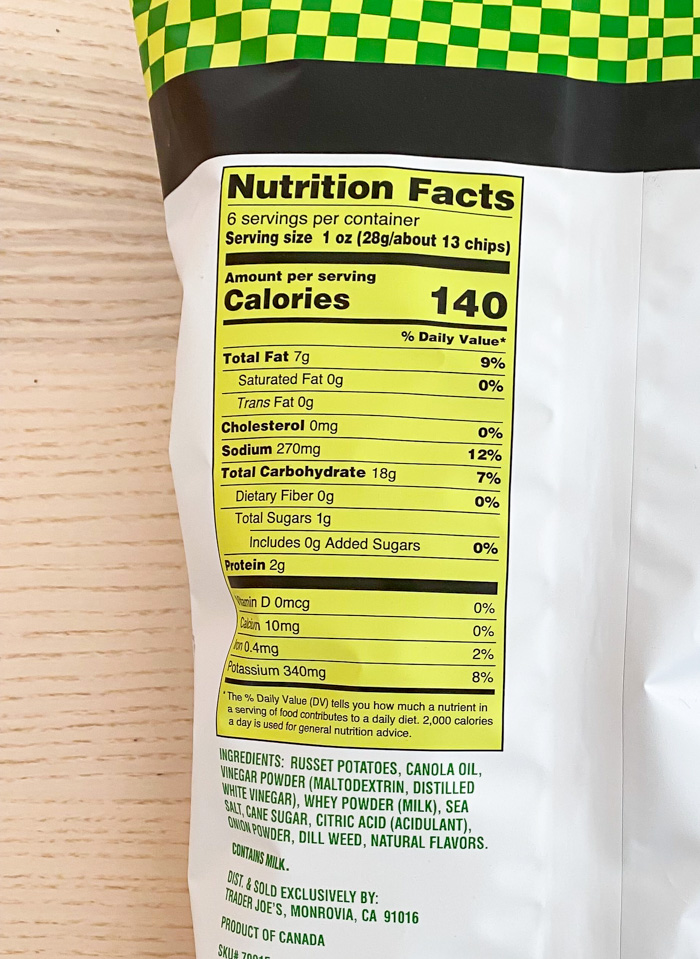 Nutrition Facts
6 servings per container
Serving size 1 oz (28g/about 13 chips)
Amount per serving
Calories 140
% Daily Value*
Total Fat 7g 9%
Saturated Fat 0g 0%
Trans Fat 0g
Cholesterol 0mg 0%
Sodium 270mg 12%
Total Carbohydrate 18g 7%
Dietary Fiber 0g 0%
Total Sugars 1g
Includes 0g Added Sugars 0%
Protein 2g
Vitamin D 0mcg 0%
Calcium 10mg 0%
Iron 0.4mg 2%
Potassium 340mg 8%
*The % Daily Value (DV) tells you how much a nutrient in
a serving of food contributes to a daily diet. 2,000 calories
a day is used for general nutrition advice.
INGREDIENTS: RUSSET POTATOES, CANOLA OIL,
VINEGAR POWDER (MALTODEXTRIN, DISTILLED
WHITE VINEGAR), WHEY POWDER (MILK), SEA
SALT, CANE SUGAR, CITRIC ACID (ACIDULANT),
ONION POWDER, DILL WEED, NATURAL FLAVORS.
CONTAINS MILK.
DIST. & SOLD EXCLUSIVELY BY:
TRADER JOE'S, MONROVIA, CA 91016
PRODUCT OF CANADA
SKU#